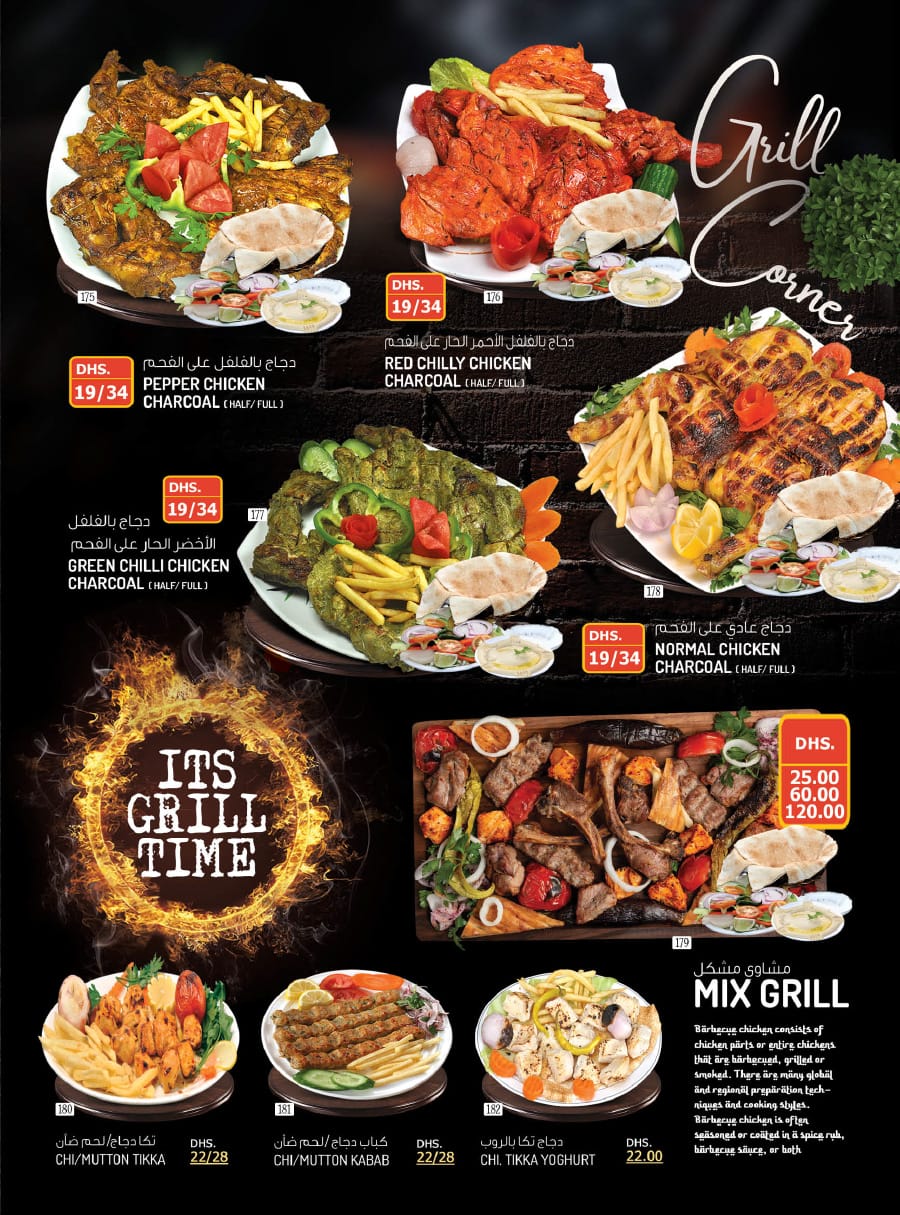 Grill
Corner
175
DHS.
19/34
دجاج بالفلفل على الفحم
PEPPER CHICKEN
CHARCOAL (HALF/ FULL)
176
DHS.
19/34
دجاج بالفلفل الأحمر الحار على الفحم
RED CHILLY CHICKEN
CHARCOAL (HALF/ FULL)
177
DHS.
19/34
دجاج بالفلفل
الأخضر الحار على الفحم
GREEN CHILLI CHICKEN
CHARCOAL (HALF/ FULL)
178
DHS.
19/34
دجاج عادي على الفحم
NORMAL CHICKEN
CHARCOAL (HALF/ FULL)
ITS
GRILL
TIME
DHS.
25.00
60.00
120.00
179
مشاوي مشكل
MIX GRILL
Barbecue chicken consists of
chicken parts or entire chickens
that are barbecued, grilled or
smoked. There are many global
and regional preparation tech-
niques and cooking styles.
Barbecue chicken is often
seasoned or coated in a spice rub,
barbecue sauce, or both
180
تكا دجاج/لحم ضأن
CHI/MUTTON TIKKA
DHS.
22/28
181
كباب دجاج /لحم ضأن
CHI/MUTTON KABAB
DHS.
22/28
182
دجاج تكا بالروب
CHI. TIKKA YOGHURT
DHS.
22.00